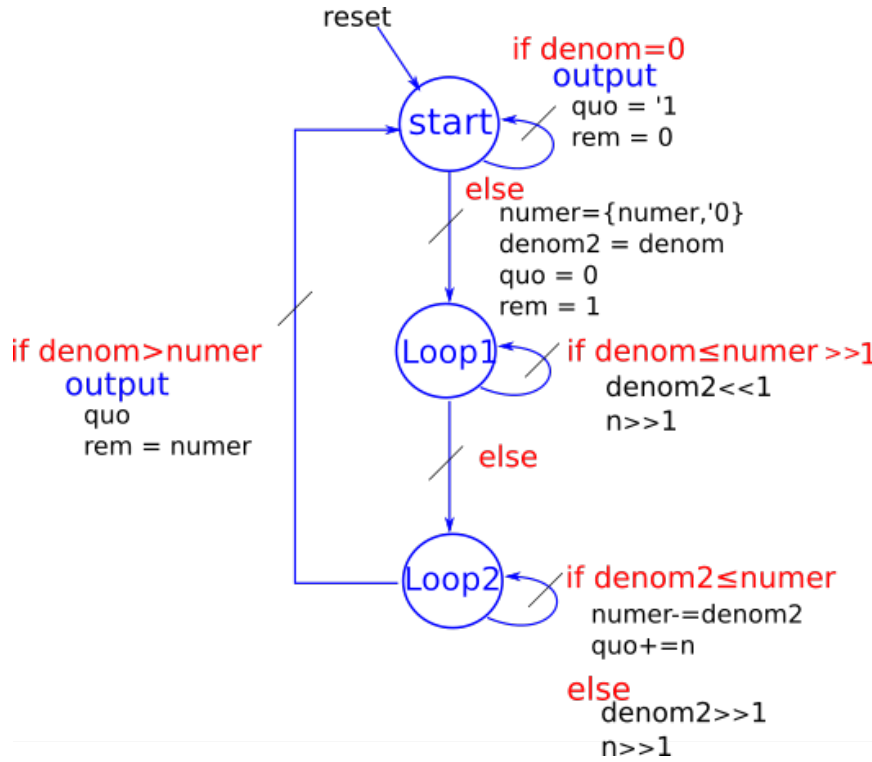 reset
if denom=0
output
quo = '1
rem = 0
start
else
numer={numer,'0}
denom2 = denom
quo = 0
rem = 1
if denom>numer
output
quo
rem = numer
Loop1
if denom≤numer >>1
denom2<<1
n>>1
else
Loop2
if denom2≤numer
numer-=denom2
quo+=n
else
denom2>>1
n>>1